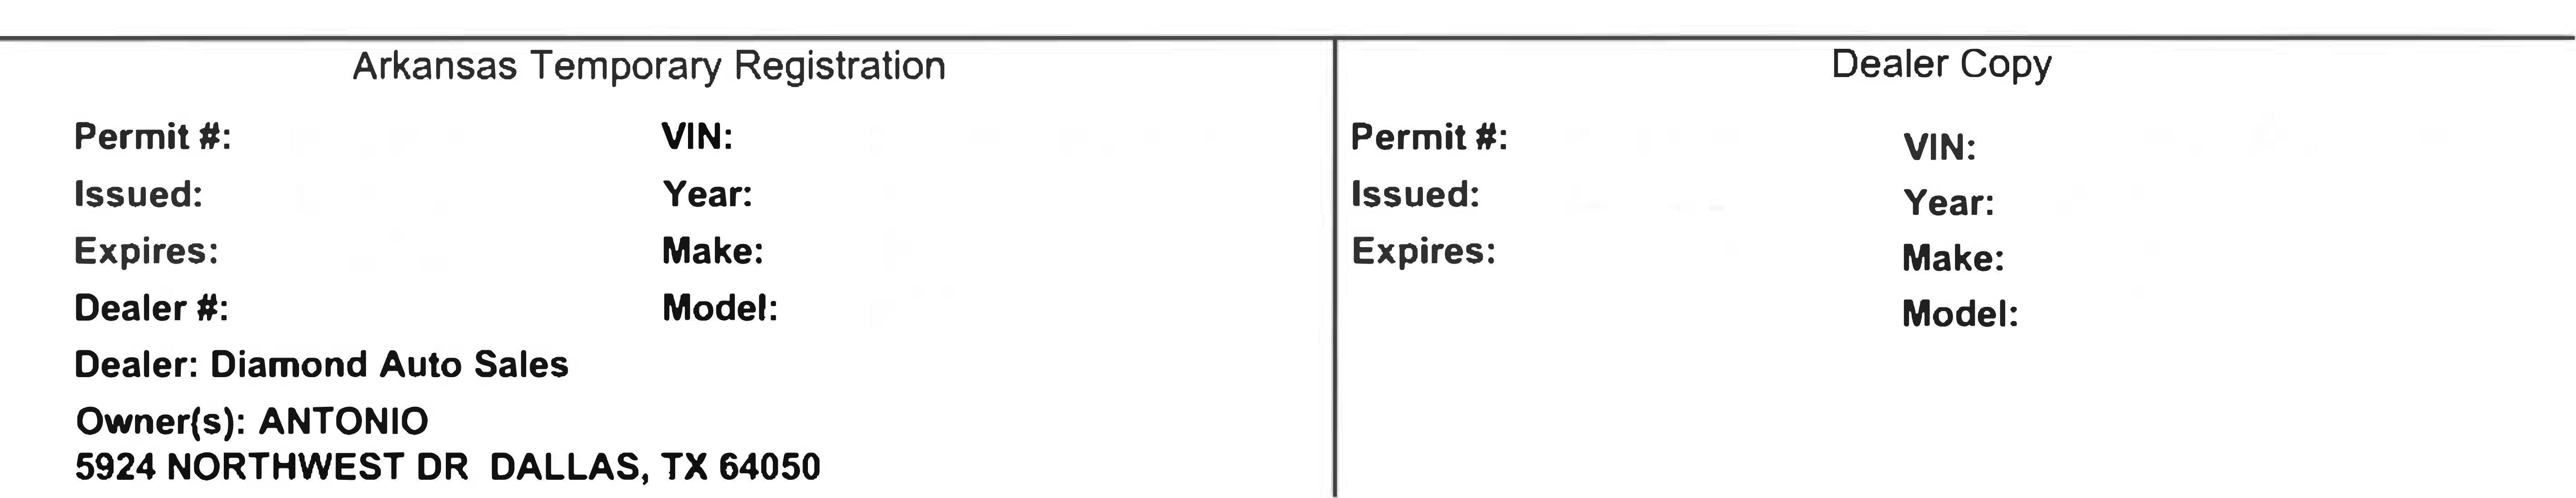 Arkansas Temporary Registration
Permit #: VIN:
Issued: Year:
Expires: Make:
Dealer #: Model:
Dealer: Diamond Auto Sales
Owner(s): ANTONIO
5924 NORTHWEST DR DALLAS, TX 64050
Dealer Copy
Permit #: VIN:
Issued: Year:
Expires: Make:
Model: